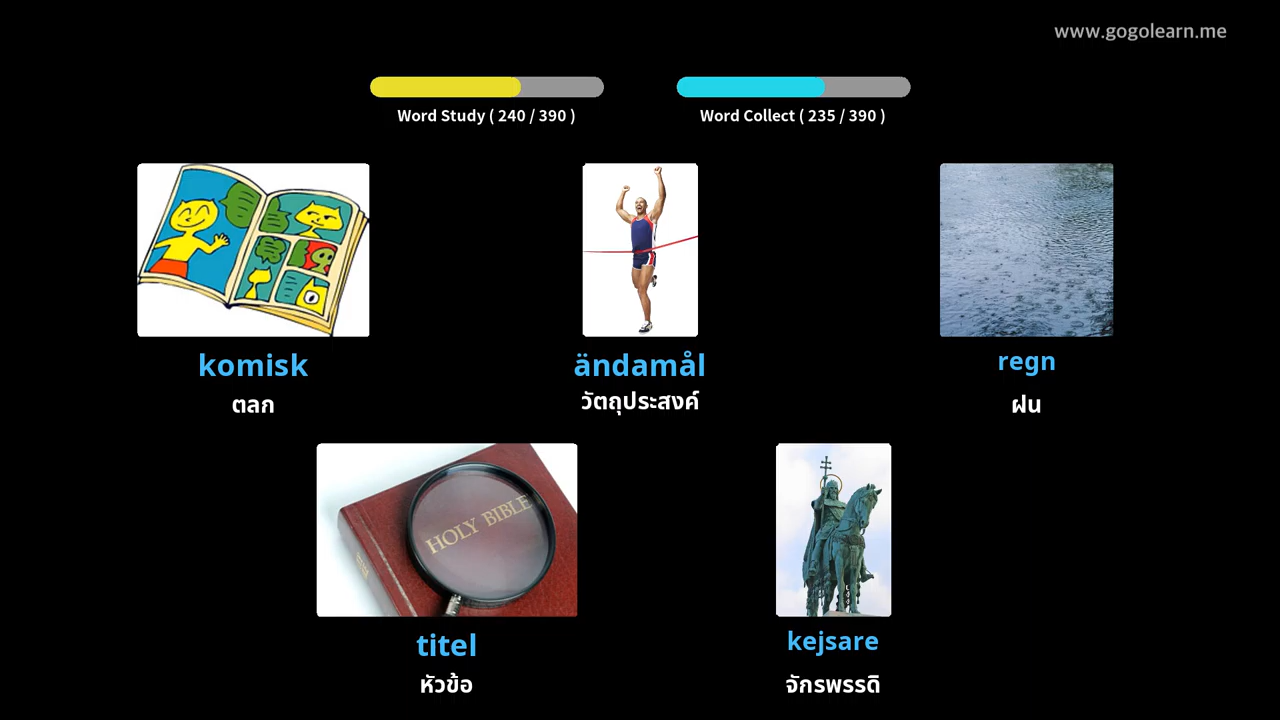 www.gogolearn.me
Word Study ( 240 / 390 )
Word Collect ( 235 / 390 )
komisk
ändamål
regn
ตลก
วัตถุประสงค์
ฝน
HOLY BIBLE
titel
kejsare
หัวข้อ
จักรพรรดิ